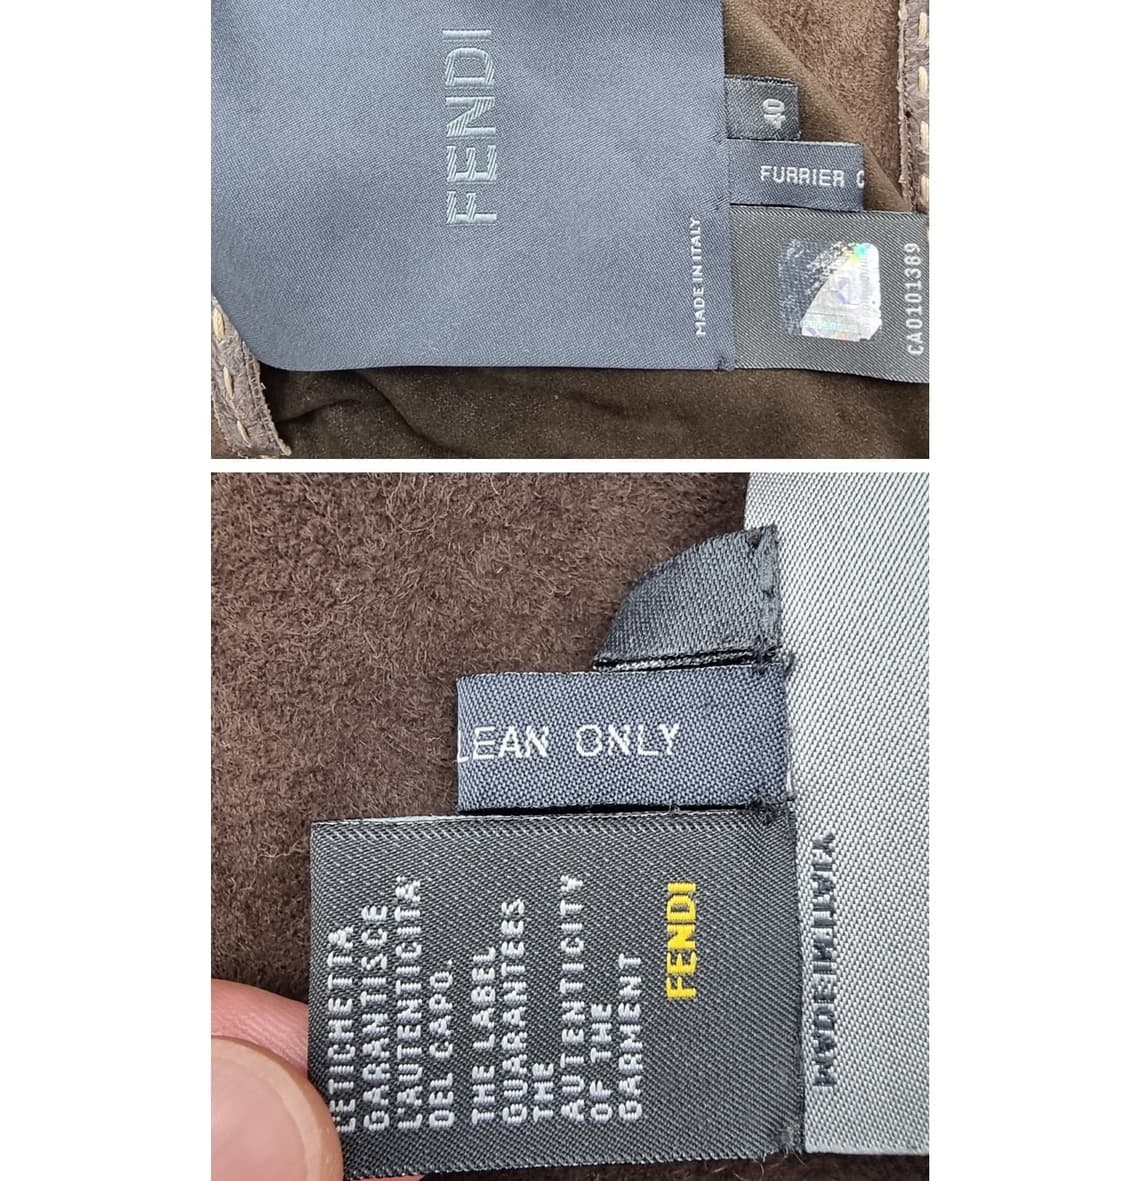 FENDI
MADE IN ITALY
40
FURRIER C
CA0101389
LEAN ONLY
L'ETICHETTA
GARANTISCE
L'AUTENTICITA'
DEL CAPO.
THE LABEL
GUARANTEES
THE
AUTENTICITY
OF THE
GARMENT
FENDI
MADE IN ITALY